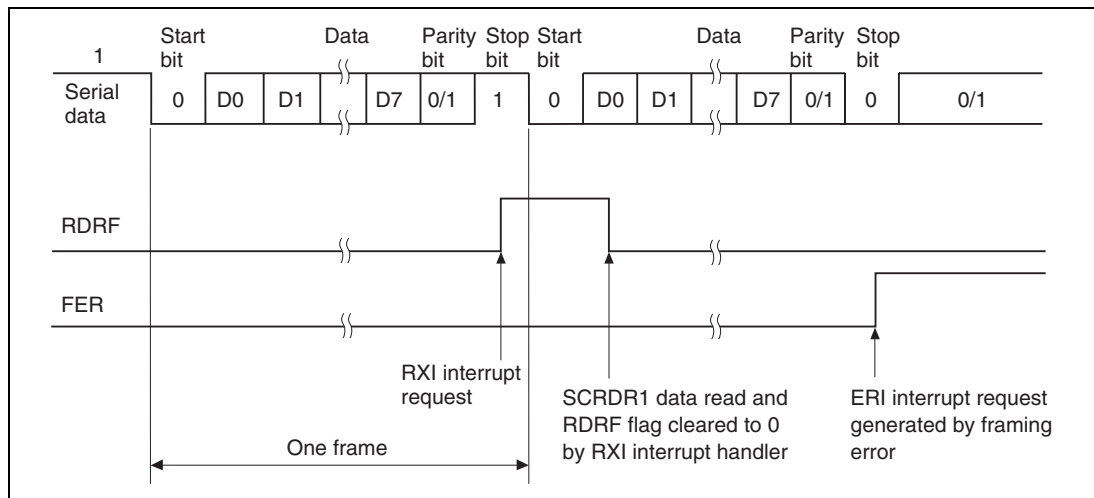 Start bit Data Parity bit Stop bit Start bit Data Parity bit Stop bit
1
Serial data 0 D0 D1 D7 0/1 1 0 D0 D1 D7 0/1 0 0/1
RDRF
FER
RXI interrupt
request
SCRDR1 data read and
RDRF flag cleared to 0
by RXI interrupt handler
ERI interrupt request
generated by framing
error
One frame